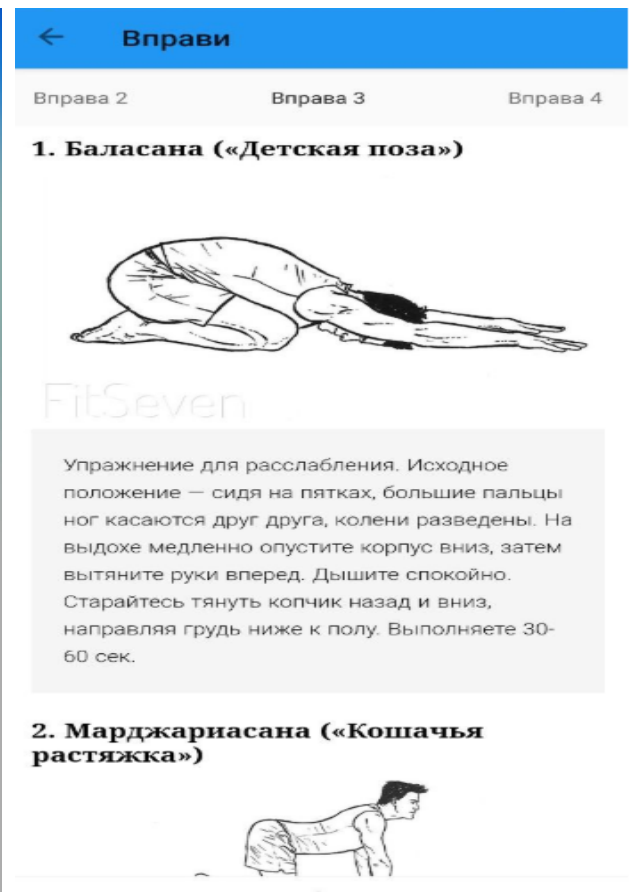 Вправи
Вправа 2 Вправа 3 Вправа 4
1. Баласана («Детская поза»)
FitSeven
Упражнение для расслабления. Исходное
положение — сидя на пятках, большие пальцы
ног касаются друг друга, колени разведены. На
выдохе медленно опустите корпус вниз, затем
вытяните руки вперед. Дышите спокойно.
Старайтесь тянуть копчик назад и вниз,
направляя грудь ниже к полу. Выполняете 30-
60 сек.
2. Марджариасана («Кошачья
растяжка»)